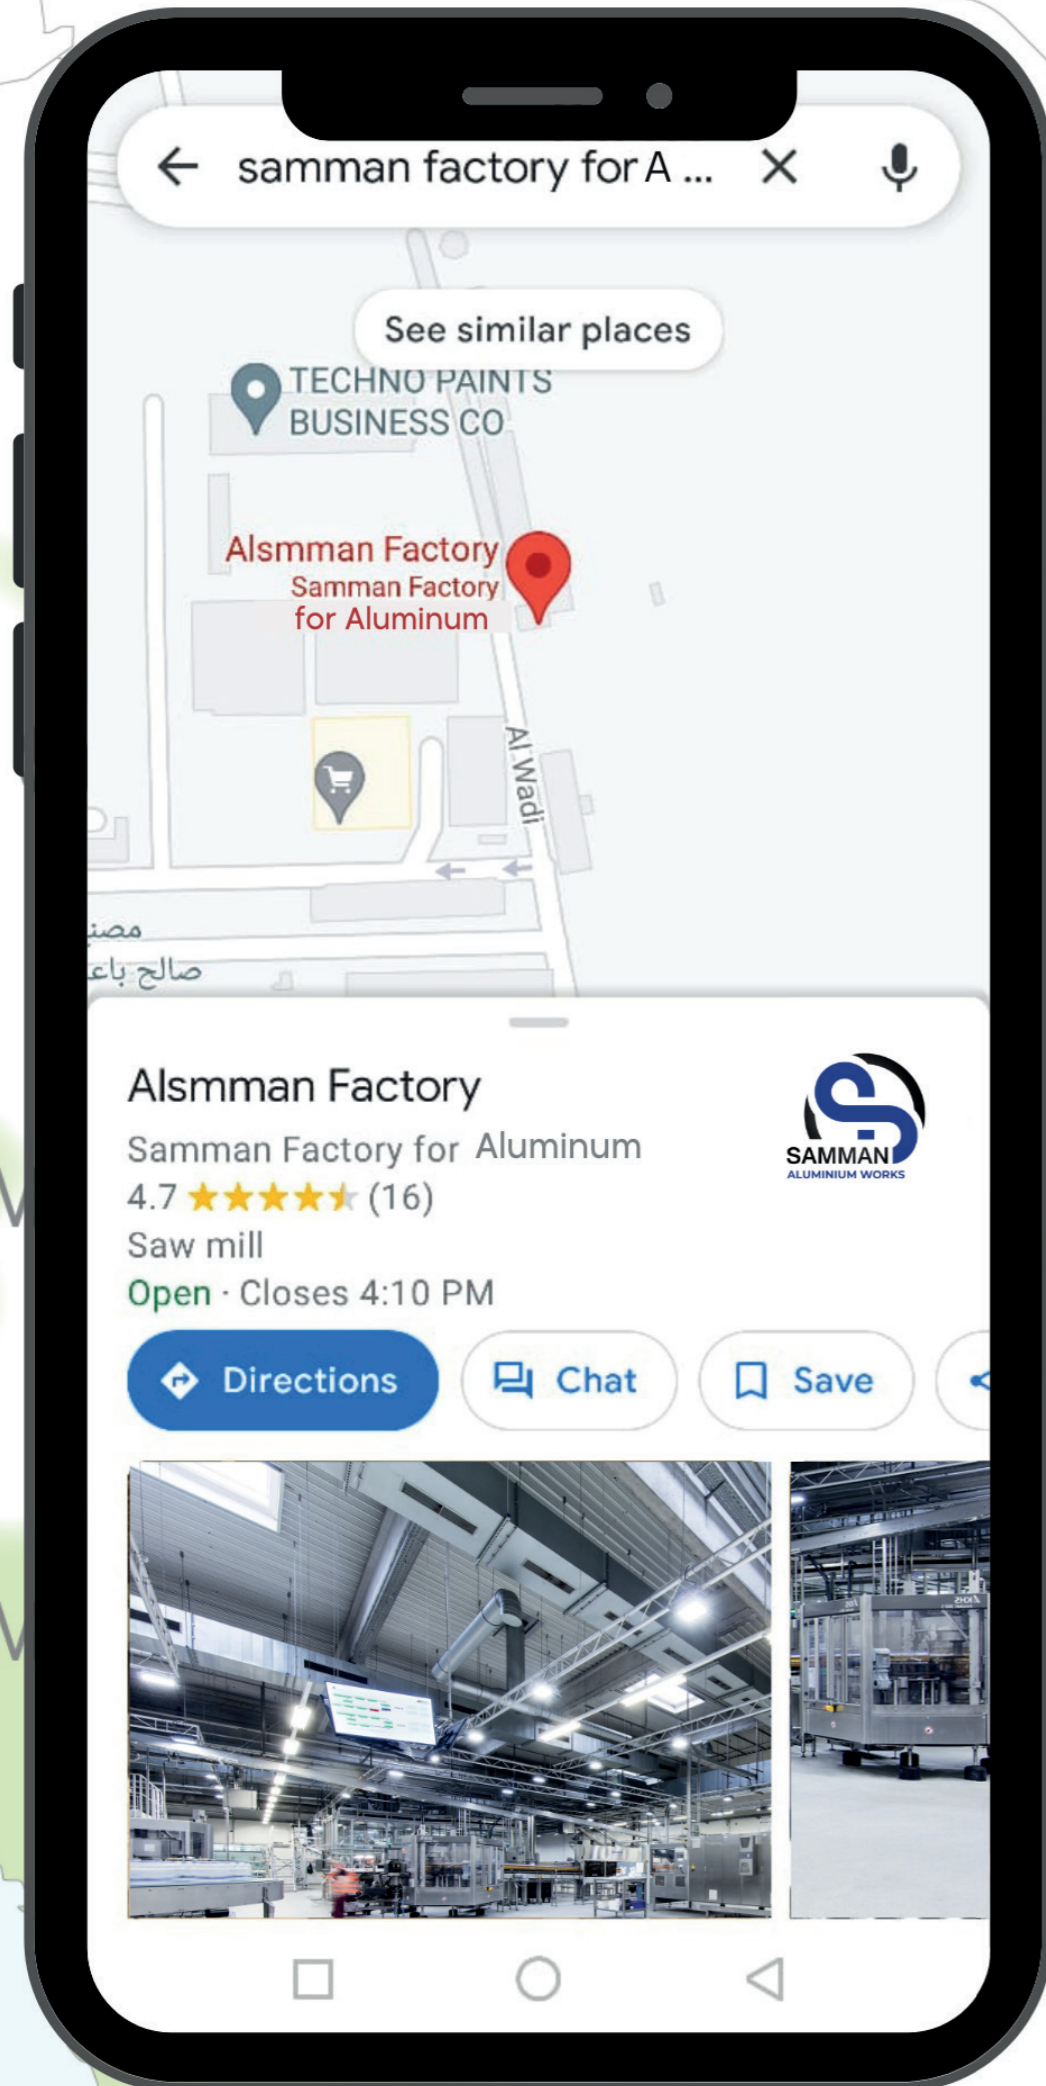 samman factory for A ...
See similar places
TECHNO PAINTS
BUSINESS CO
Alsmman Factory
Samman Factory
for Aluminum
Al Wadi
مصنع
صالح باع
Alsmman Factory
Samman Factory for Aluminum
4.7 (16)
Saw mill
Open · Closes 4:10 PM
SAMMAN
ALUMINIUM WORKS
Directions
Chat
Save